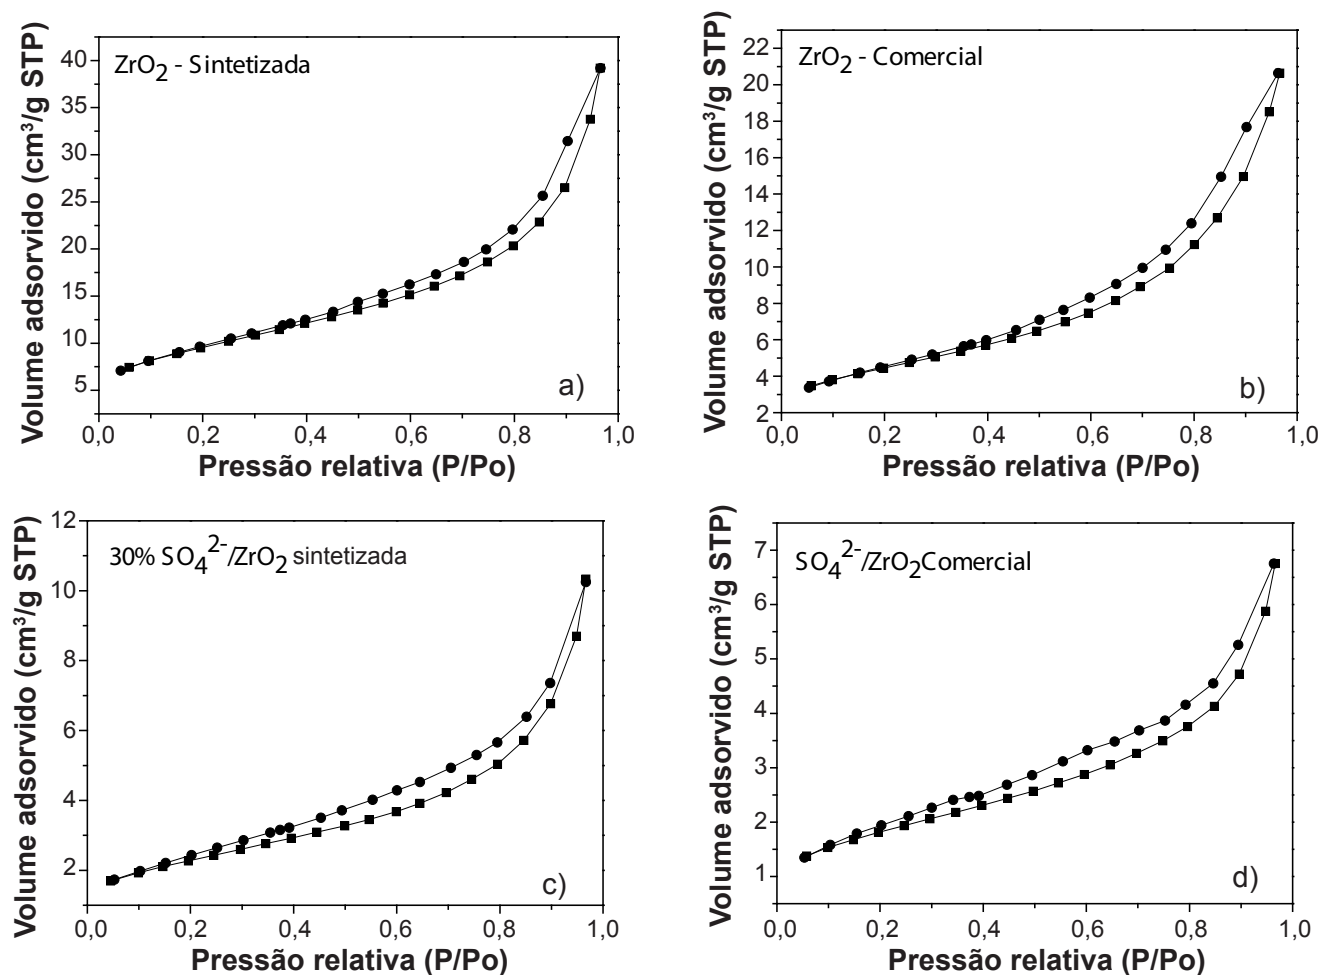 ZrO2 - Sintetizada
Volume adsorvido (cm³/g STP)
40
35
30
25
20
15
10
5
a)
0,0 0,2 0,4 0,6 0,8 1,0
Pressão relativa (P/Po)
ZrO2 - Comercial
Volume adsorvido (cm³/g STP)
22
20
18
16
14
12
10
8
6
4
2
b)
0,0 0,2 0,4 0,6 0,8 1,0
Pressão relativa (P/Po)
30% SO4²⁻/ZrO2 sintetizada
Volume adsorvido (cm³/g STP)
12
10
8
6
4
2
c)
0,0 0,2 0,4 0,6 0,8 1,0
Pressão relativa (P/Po)
SO4²⁻/ZrO2Comercial
Volume adsorvido (cm³/g STP)
7
6
5
4
3
2
1
d)
0,0 0,2 0,4 0,6 0,8 1,0
Pressão relativa (P/Po)